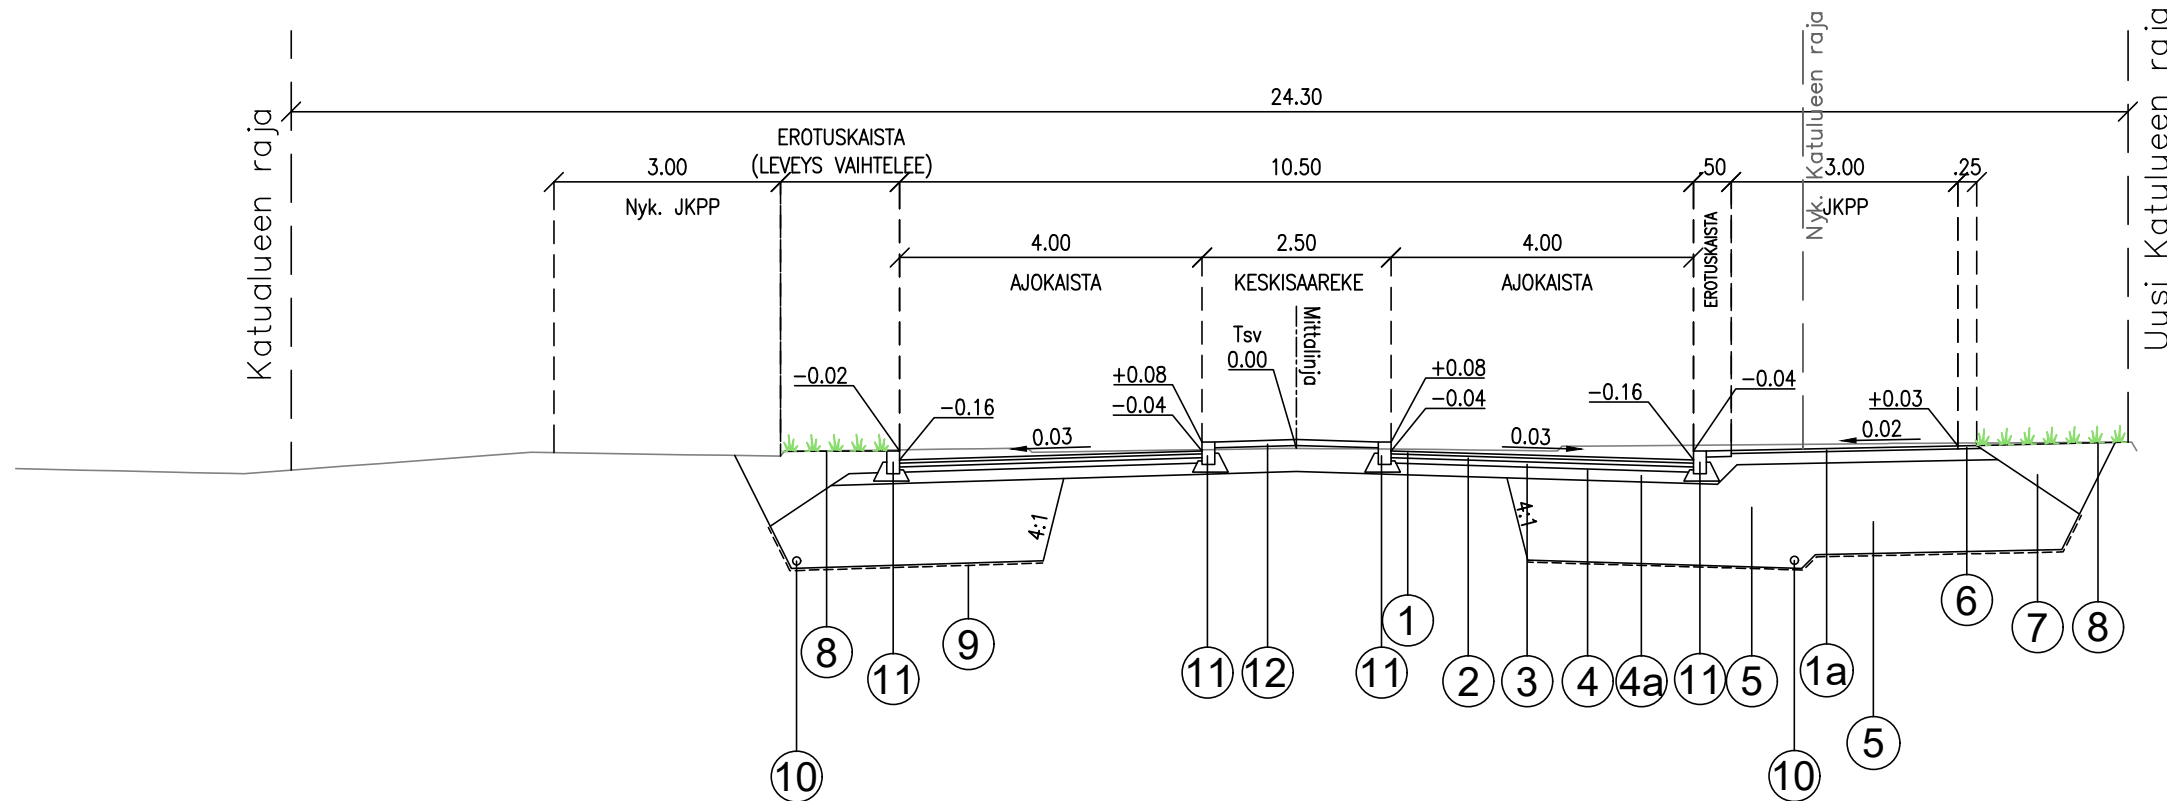 Katualueen raja
Nyk. Katulueen raja
Uusi Katulueen raja
24.30
EROTUSKAISTA
(LEVEYS VAIHTELEE)
3.00
10.50
.50
3.00
.25
Nyk. JKPP
JKPP
EROTUSKAISTA
4.00
2.50
4.00
AJOKAISTA
KESKISAAREKE
AJOKAISTA
Mittalinja
Tsv
0.00
-0.02
-0.16
+0.08
-0.04
+0.08
-0.04
-0.16
-0.04
+0.03
0.03
0.03
0.02
4:1
4:1
8
11
9
10
11
12
11
1
2
3
4
4a
11
5
10
1a
5
6
7
8